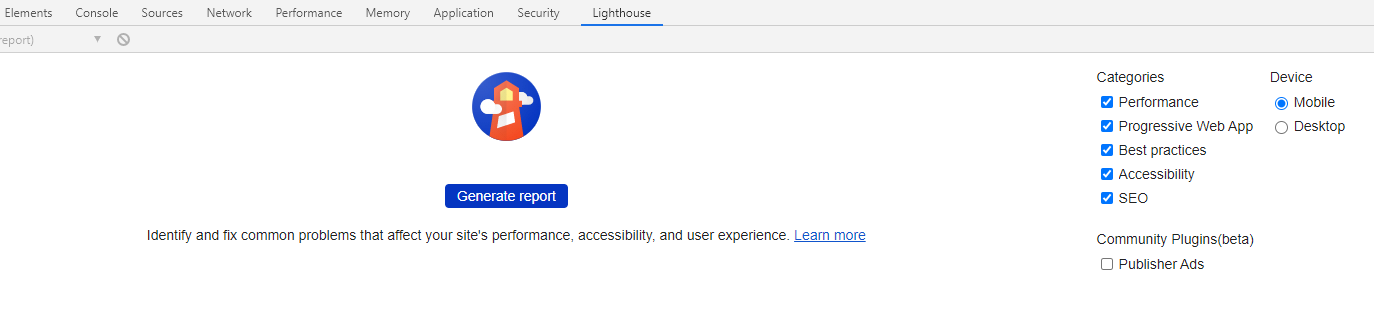 Elements Console Sources Network Performance Memory Application Security Lighthouse
report)
Categories
Performance
Progressive Web App
Best practices
Accessibility
SEO
Community Plugins(beta)
Publisher Ads
Device
Mobile
Desktop
Generate report
Identify and fix common problems that affect your site's performance, accessibility, and user experience. Learn more